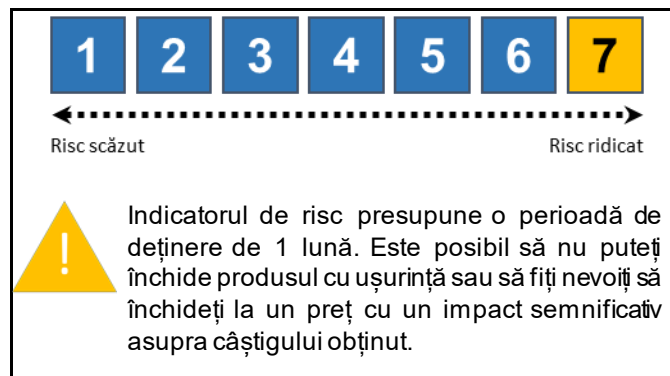 1 2 3 4 5 6 7
Risc scăzut Risc ridicat
!
Indicatorul de risc presupune o perioadă de
deținere de 1 lună. Este posibil să nu puteți
închide produsul cu ușurință sau să fiți nevoiți să
închideți la un preț cu un impact semnificativ
asupra câștigului obținut.